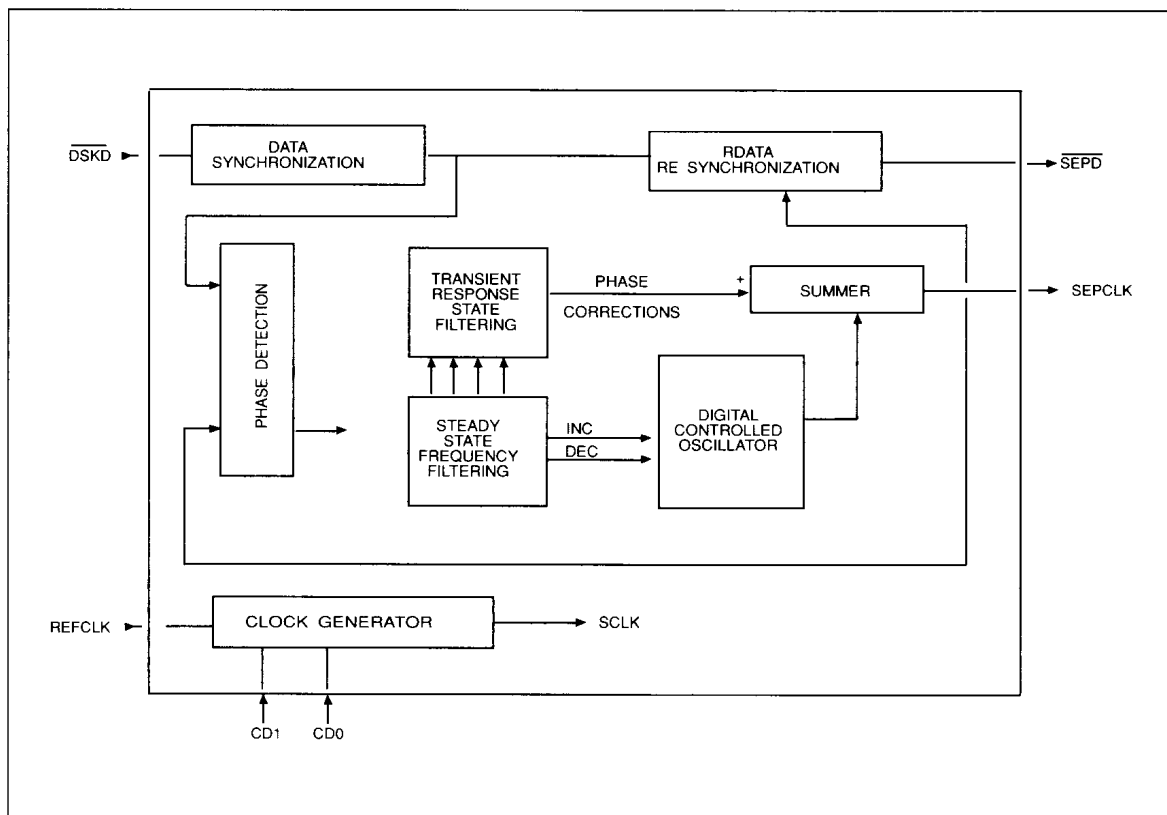 DSKD
DATA
SYNCHRONIZATION
RDATA
RE SYNCHRONIZATION
SEPD
PHASE DETECTION
TRANSIENT
RESPONSE
STATE
FILTERING
PHASE
CORRECTIONS
+
SUMMER
SEPCLK
STEADY
STATE
FREQUENCY
FILTERING
INC
DEC
DIGITAL
CONTROLLED
OSCILLATOR
REFCLK
CLOCK GENERATOR
SCLK
CD1
CD0